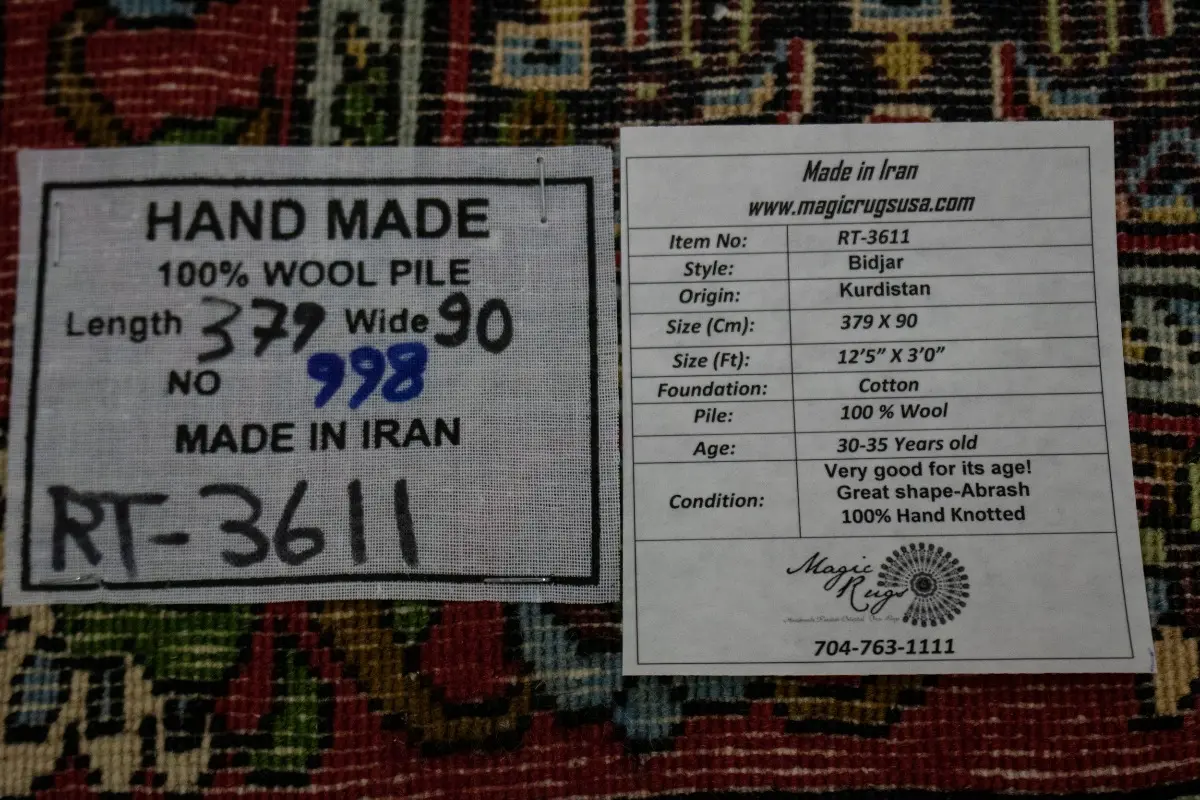 HAND MADE
100% WOOL PILE
Length 379 Wide 90
NO 998
MADE IN IRAN
RT-3611
Made in Iran
www.magicrugsusa.com
Item No: RT-3611
Style: Bidjar
Origin: Kurdistan
Size (Cm): 379 X 90
Size (Ft): 12'5” X 3'0”
Foundation: Cotton
Pile: 100 % Wool
Age: 30-35 Years old
Condition: Very good for its age!
Great shape-Abrash
100% Hand Knotted
Magic
Rugs
704-763-1111